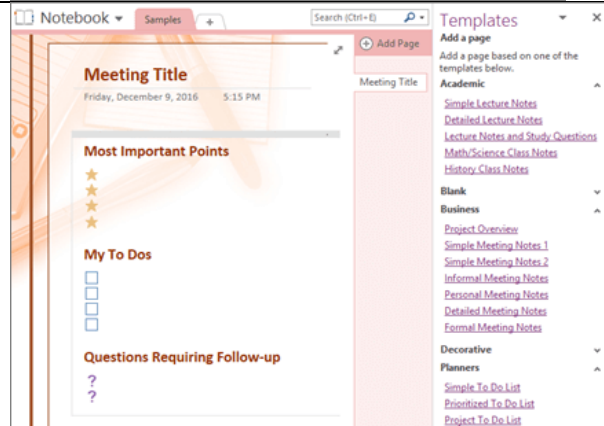 Notebook
Samples
Search (Ctrl+E)
Add Page
Meeting Title
Meeting Title
Friday, December 9, 2016 5:15 PM
Most Important Points
My To Dos
Questions Requiring Follow-up
?
?
Templates
Add a page
Add a page based on one of the
templates below.
Academic
Simple Lecture Notes
Detailed Lecture Notes
Lecture Notes and Study Questions
Math/Science Class Notes
History Class Notes
Blank
Business
Project Overview
Simple Meeting Notes 1
Simple Meeting Notes 2
Informal Meeting Notes
Personal Meeting Notes
Detailed Meeting Notes
Formal Meeting Notes
Decorative
Planners
Simple To Do List
Prioritized To Do List
Project To Do List